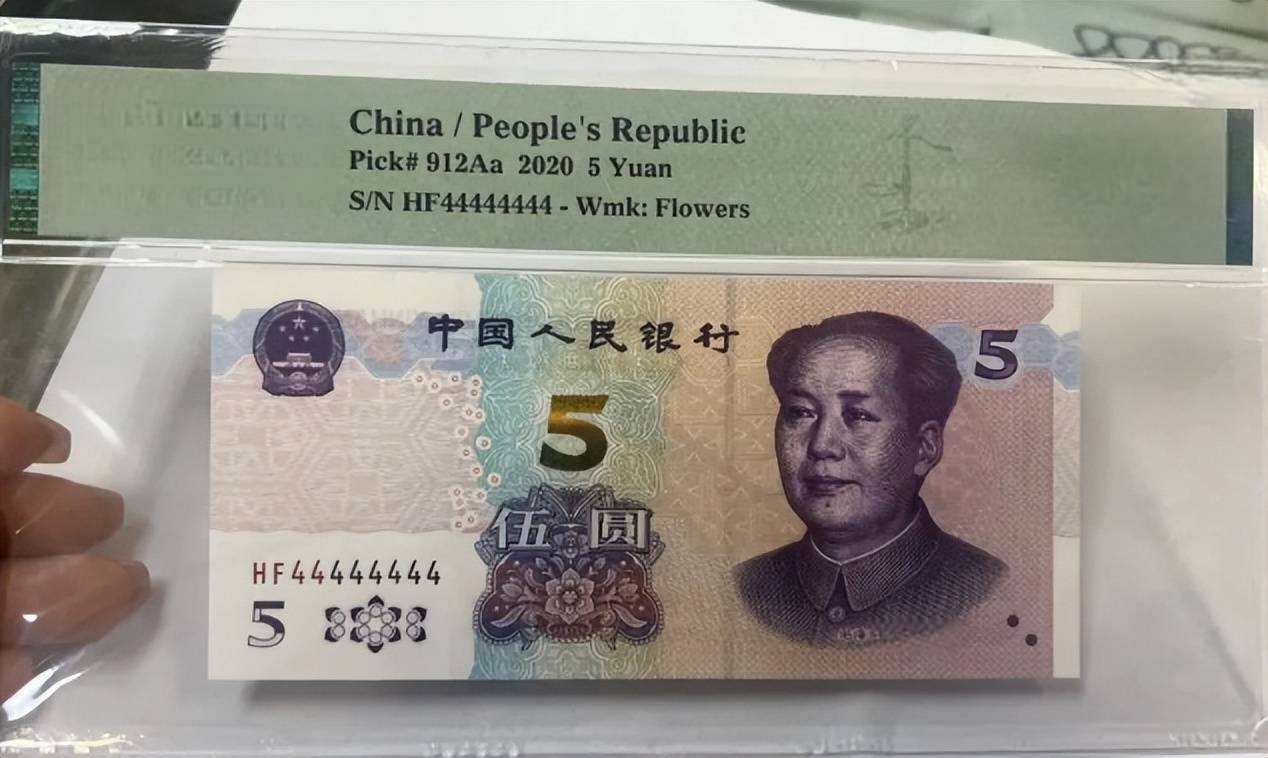 China / People's Republic
Pick# 912Aa 2020 5 Yuan
S/N HF44444444 - Wmk: Flowers
中国人民银行
5
5
伍圆
HF44444444
5